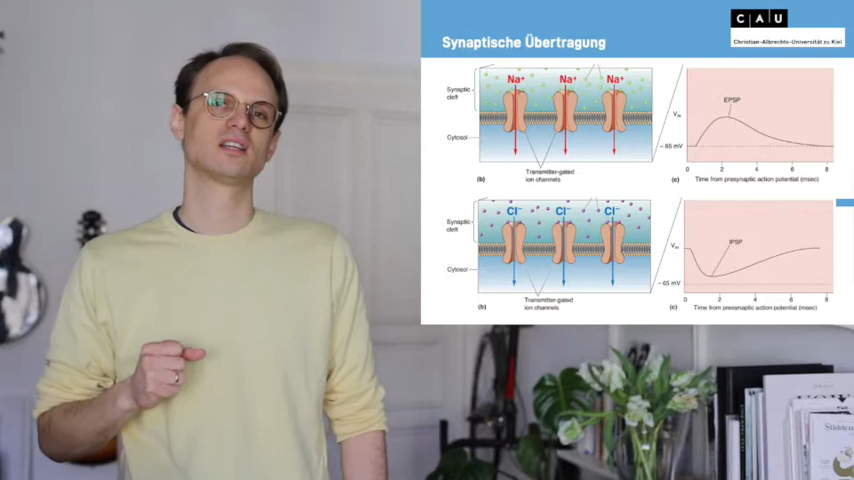 CAU
Christian-Albrechts-Universität zu Kiel
Synaptische Übertragung
Na⁺ Na⁺ Na⁺
Synaptic
cleft
Cytosol
Transmitter-gated
ion channels
(b)
EPSP
Vm
– 65 mV
0 2 4 6 8
Time from presynaptic action potential (msec)
(c)
Cl⁻ Cl⁻ Cl⁻
Synaptic
cleft
Cytosol
Transmitter-gated
ion channels
(b)
IPSP
Vm
– 65 mV
0 2 4 6 8
Time from presynaptic action potential (msec)
(c)